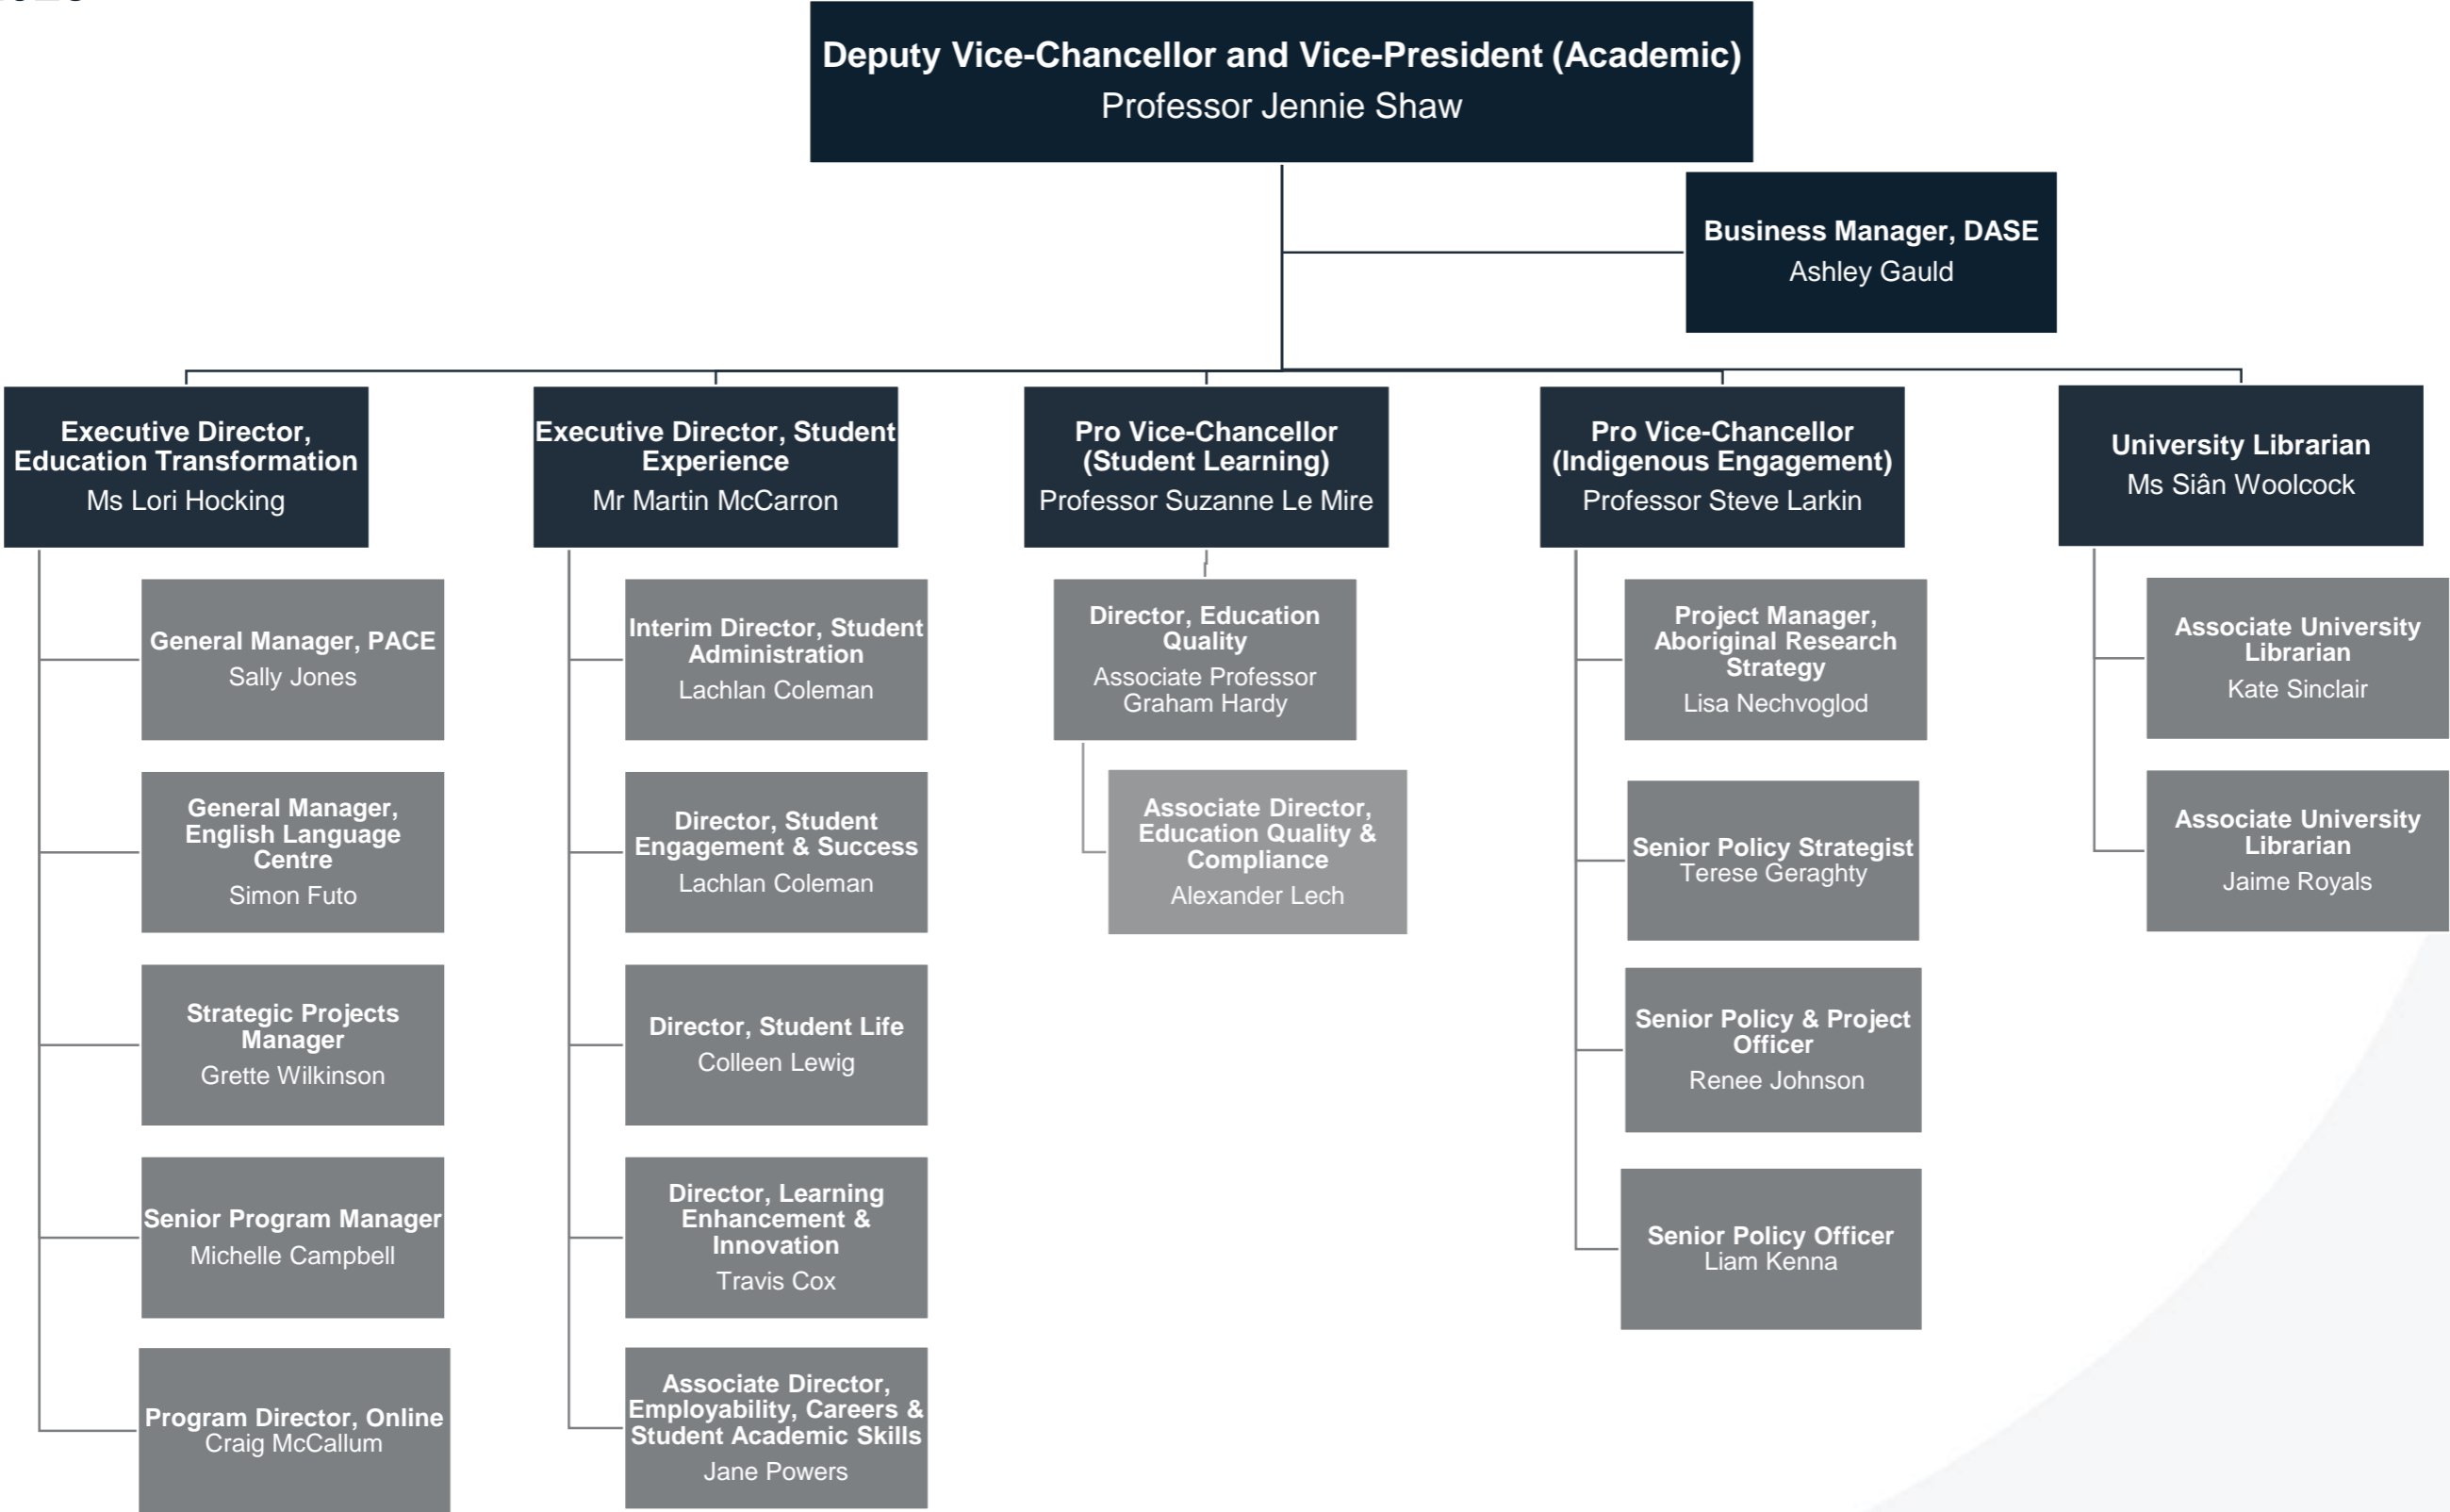 Deputy Vice-Chancellor and Vice-President (Academic)
Professor Jennie Shaw
Business Manager, DASE
Ashley Gauld
Executive Director,
Education Transformation
Ms Lori Hocking
General Manager, PACE
Sally Jones
General Manager,
English Language
Centre
Simon Futo
Strategic Projects
Manager
Grette Wilkinson
Senior Program Manager
Michelle Campbell
Program Director, Online
Craig McCallum
Executive Director, Student
Experience
Mr Martin McCarron
Interim Director, Student
Administration
Lachlan Coleman
Director, Student
Engagement & Success
Lachlan Coleman
Director, Student Life
Colleen Lewig
Director, Learning
Enhancement &
Innovation
Travis Cox
Associate Director,
Employability, Careers &
Student Academic Skills
Jane Powers
Pro Vice-Chancellor
(Student Learning)
Professor Suzanne Le Mire
Director, Education
Quality
Associate Professor
Graham Hardy
Associate Director,
Education Quality &
Compliance
Alexander Lech
Pro Vice-Chancellor
(Indigenous Engagement)
Professor Steve Larkin
Project Manager,
Aboriginal Research
Strategy
Lisa Nechvoglod
Senior Policy Strategist
Terese Geraghty
Senior Policy & Project
Officer
Renee Johnson
Senior Policy Officer
Liam Kenna
University Librarian
Ms Siân Woolcock
Associate University
Librarian
Kate Sinclair
Associate University
Librarian
Jaime Royals